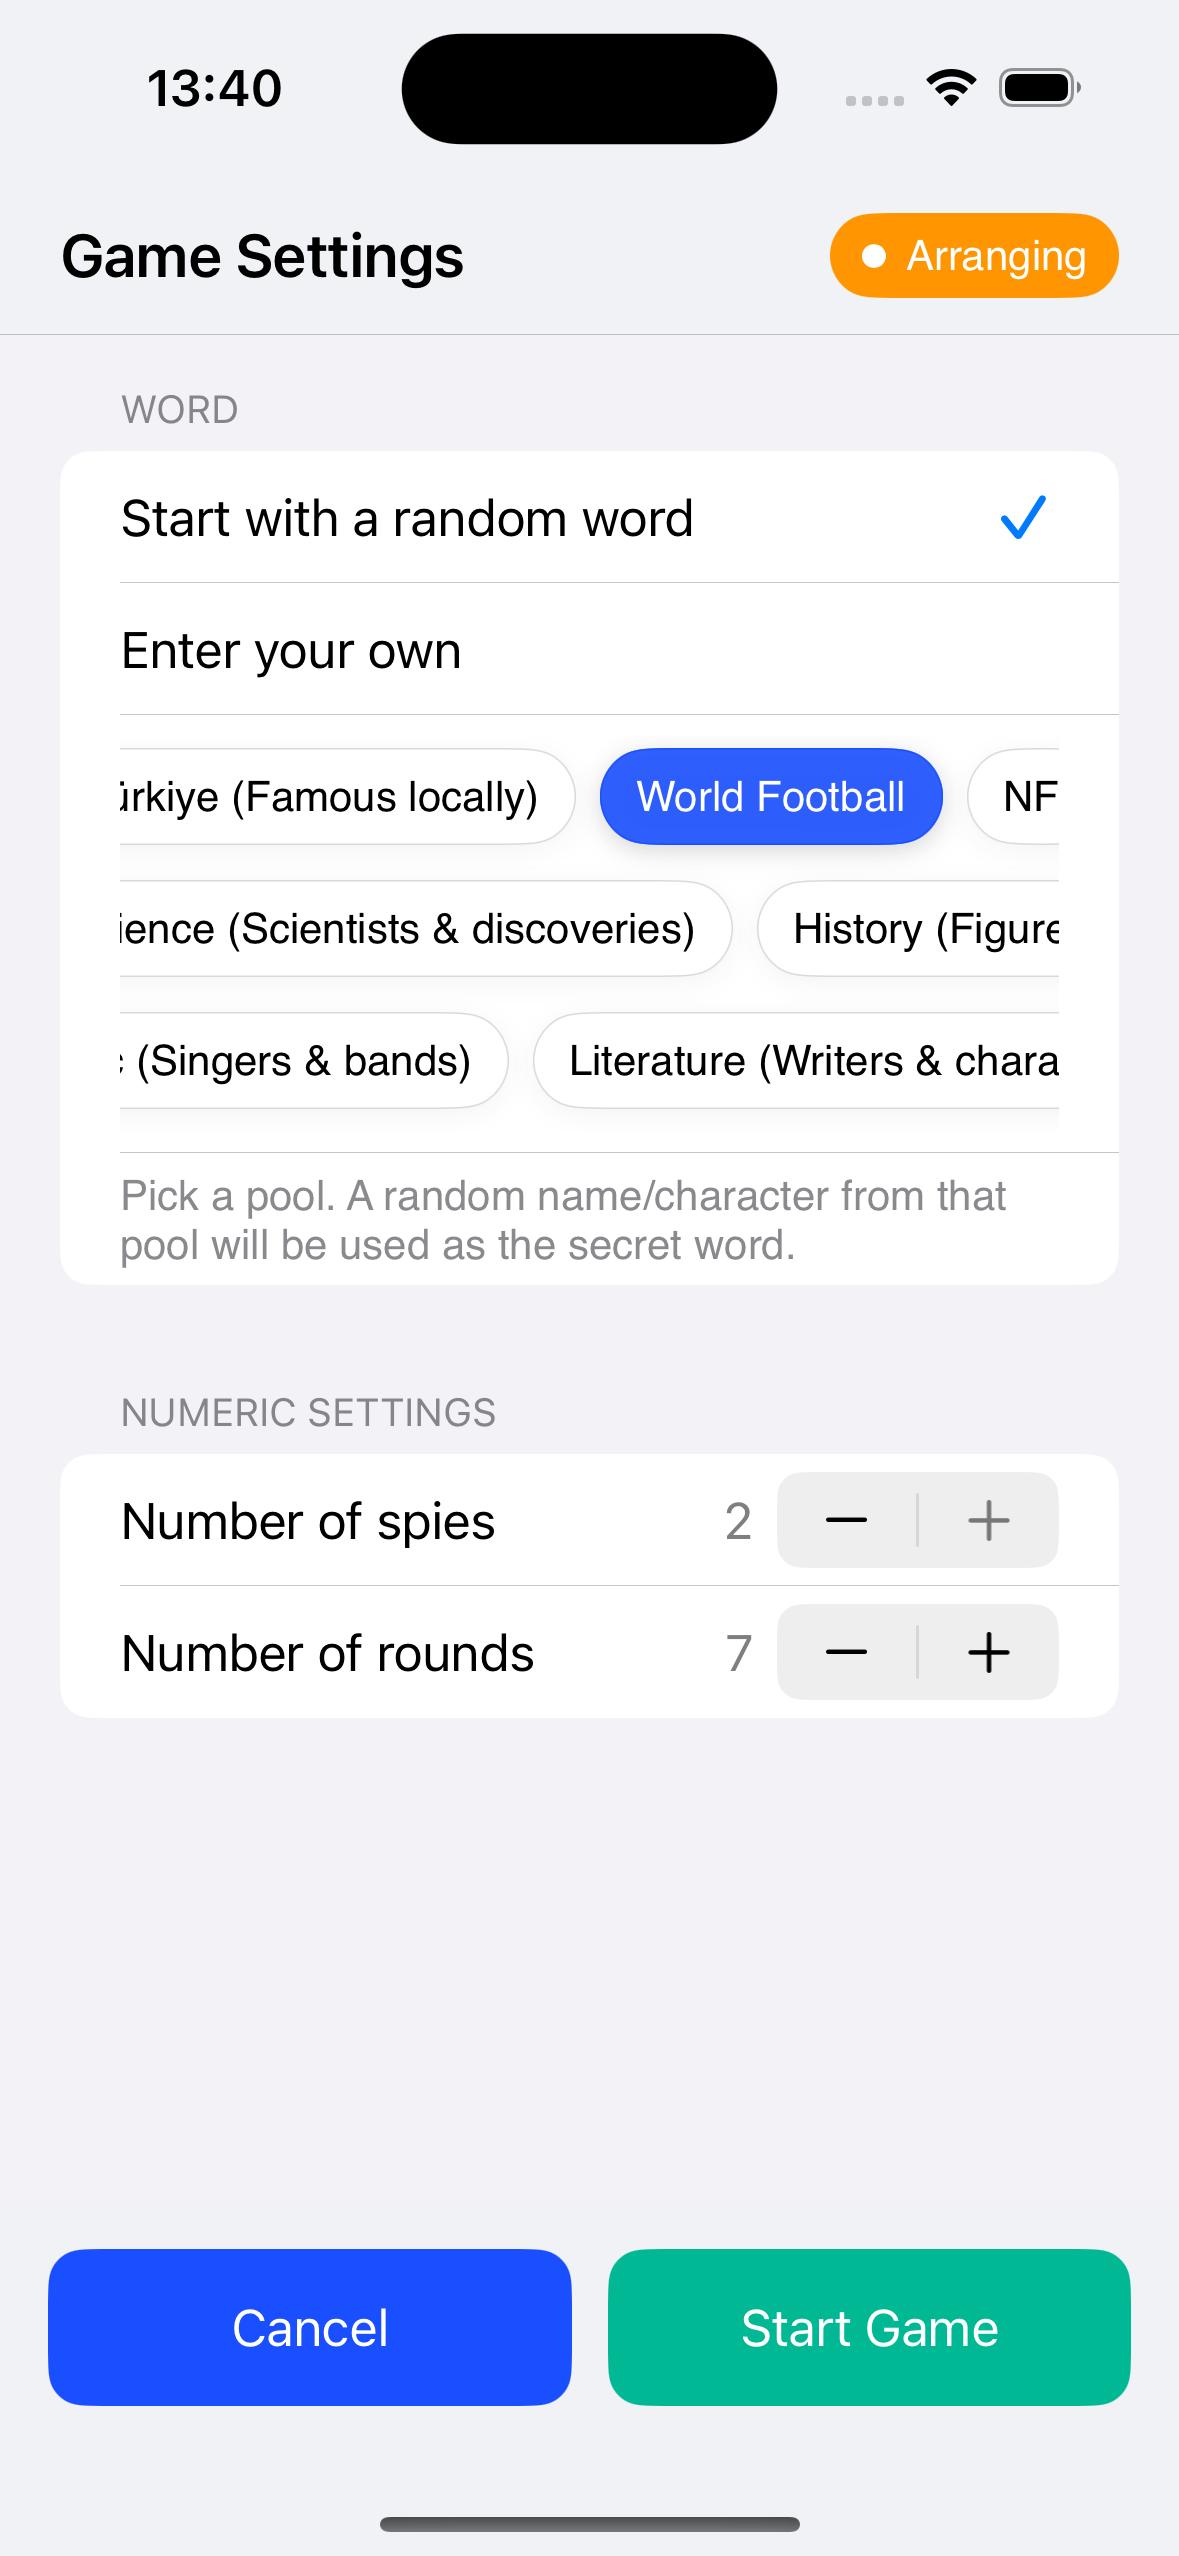 13:40
Game Settings
Arranging
WORD
Start with a random word
Enter your own
ürkiye (Famous locally)
World Football
NF
ience (Scientists & discoveries)
History (Figure
(Singers & bands)
Literature (Writers & chara
Pick a pool. A random name/character from that
pool will be used as the secret word.
NUMERIC SETTINGS
Number of spies
2
Number of rounds
7
Cancel
Start Game